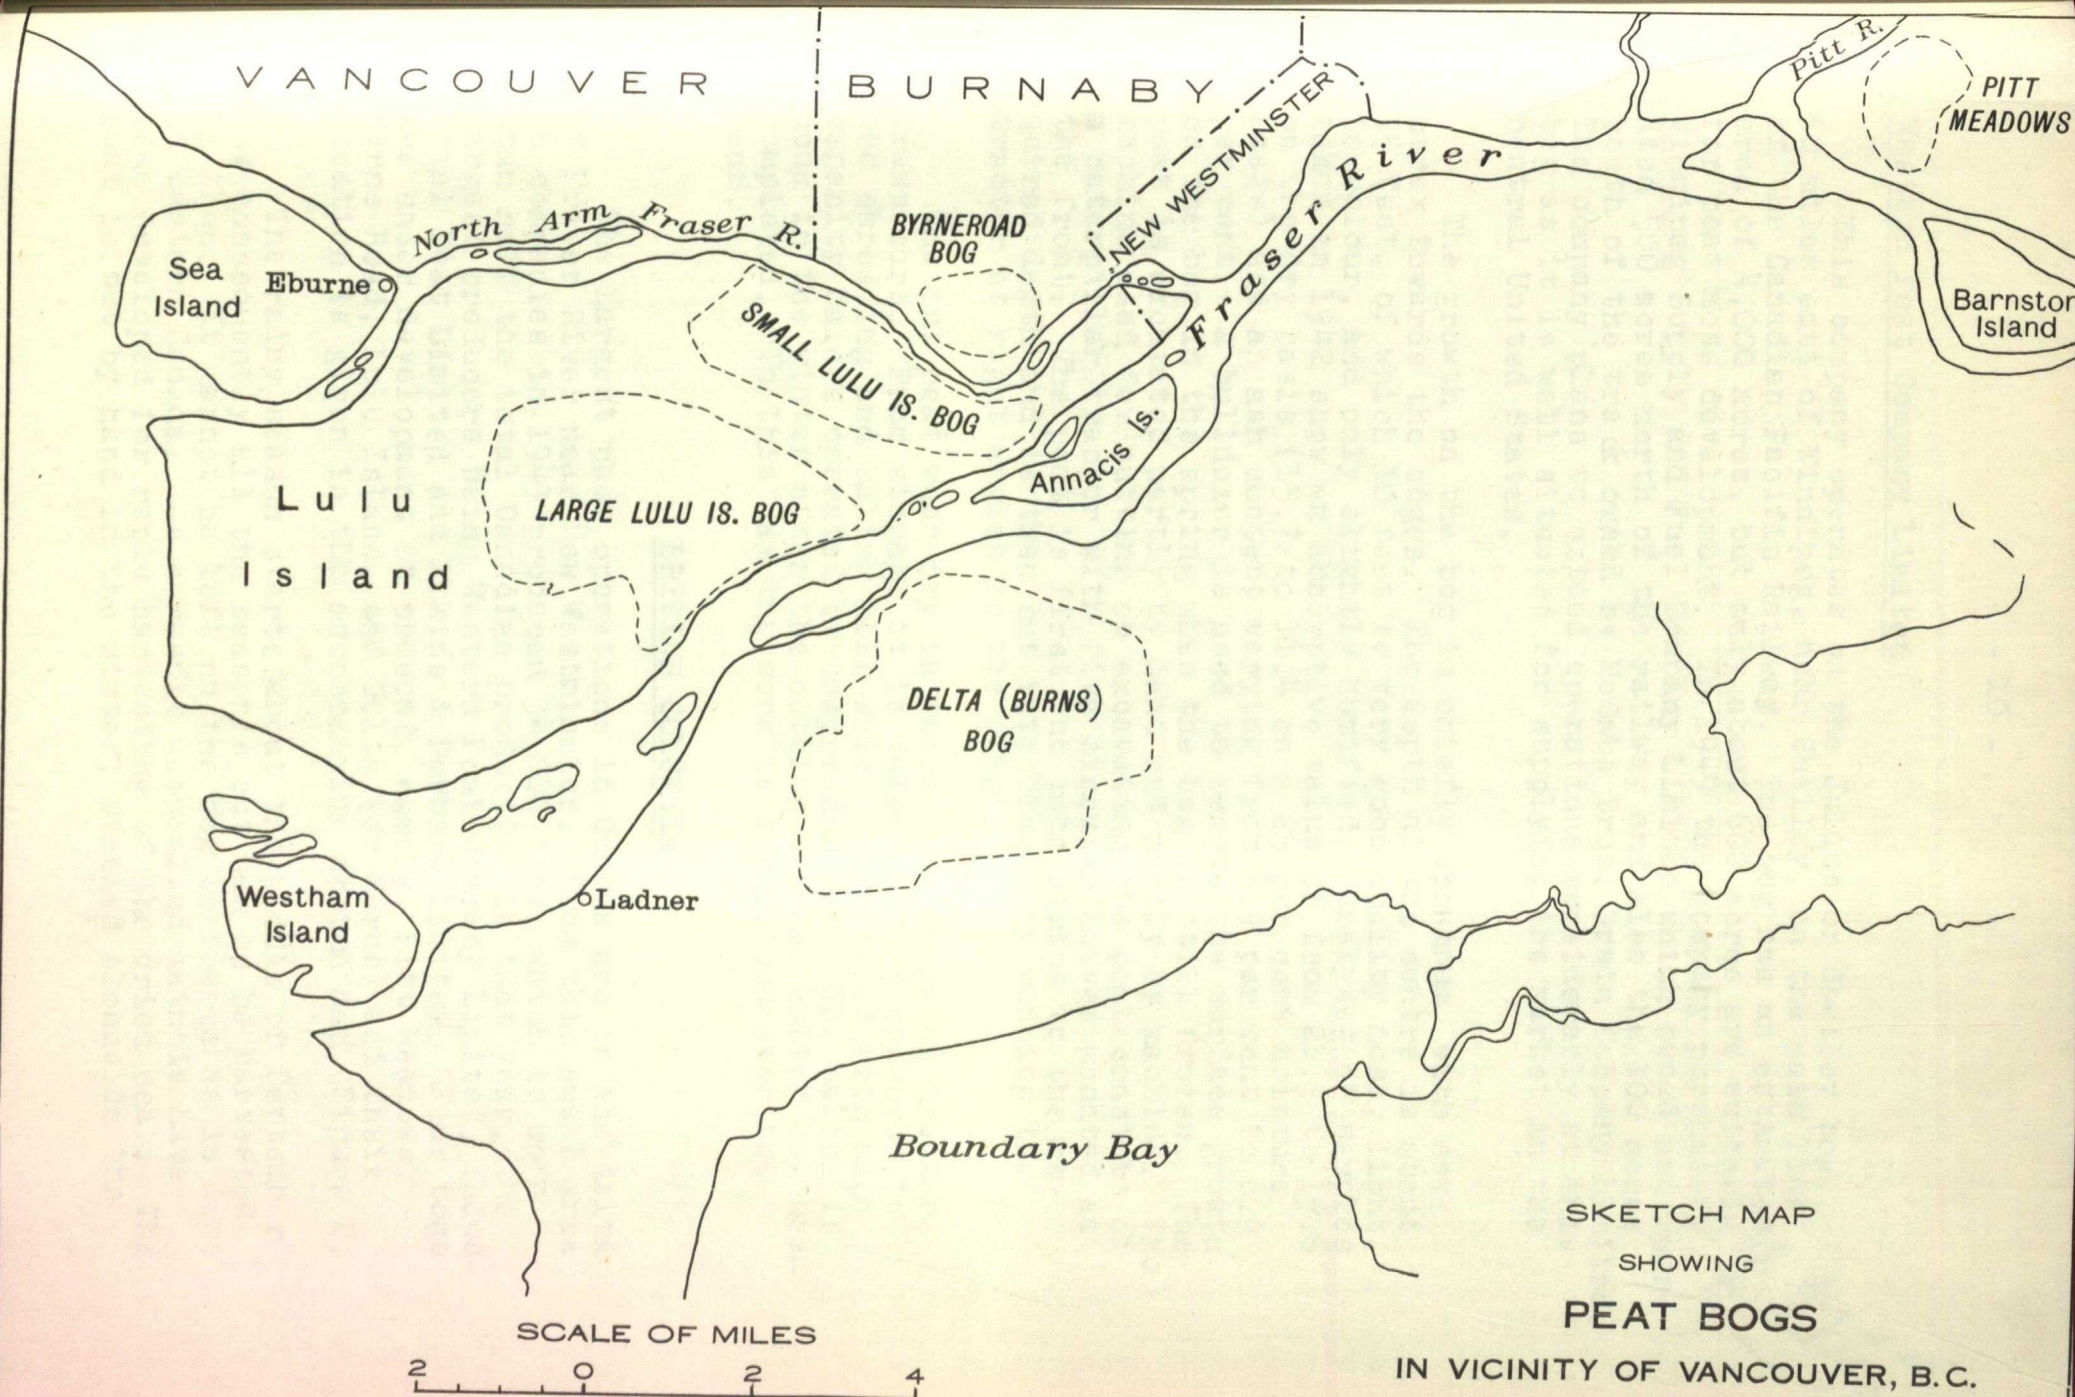 VANCOUVER
BURNABY
NEW WESTMINSTER
Pitt R.
PITT
MEADOWS
Fraser River
North Arm Fraser R.
BYRNEROAD
BOG
Sea
Island
Eburne
SMALL LULU IS. BOG
Barnston
Island
Annacis Is.
LARGE LULU IS. BOG
Lulu
Island
DELTA (BURNS)
BOG
Westham
Island
Ladner
Boundary Bay
SKETCH MAP
SHOWING
PEAT BOGS
IN VICINITY OF VANCOUVER, B.C.
SCALE OF MILES
2 0 2 4